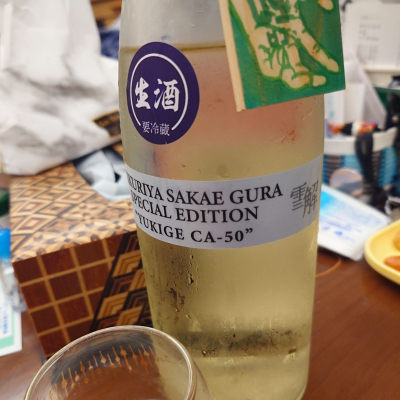 生酒
要冷蔵
KURIYA SAKAE GURA
SPECIAL EDITION
"YUKIGE CA-50"
雪解